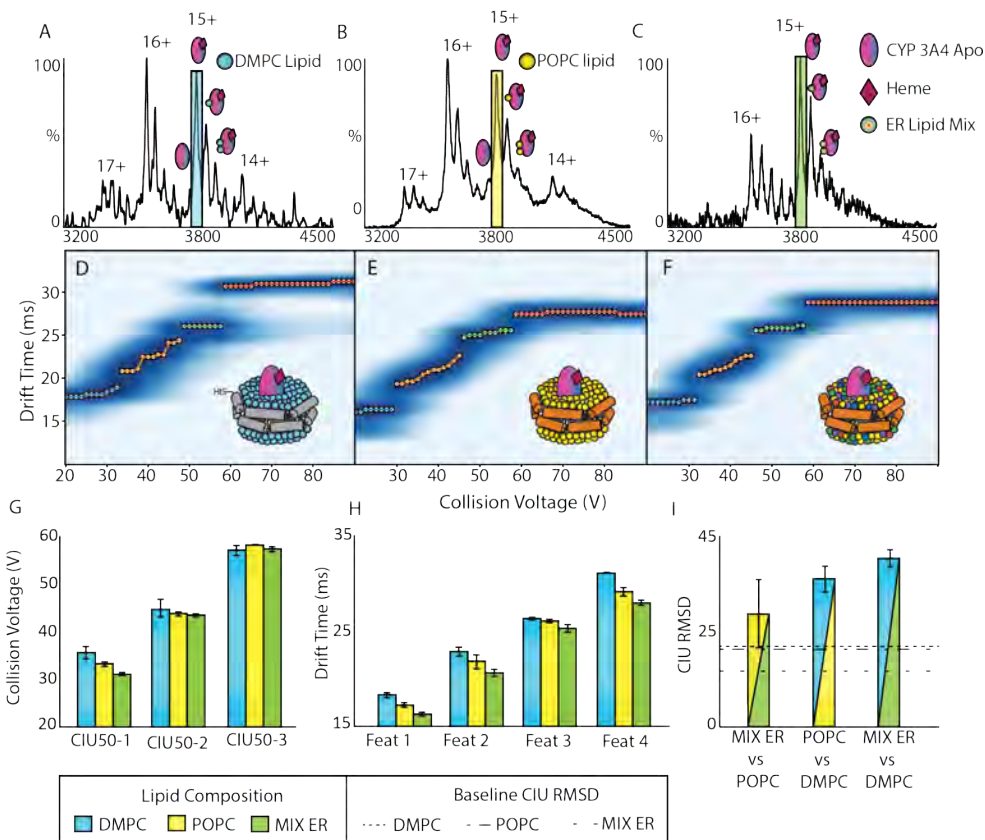 A
15+
16+
17+
14+
DMPC Lipid
100
%
0
3200
3800
4500
B
15+
16+
17+
14+
POPC lipid
100
%
0
3200
3800
4500
C
15+
16+
100
%
0
3200
3800
4500
CYP 3A4 Apo
Heme
ER Lipid Mix
D
E
F
Drift Time (ms)
30
25
20
15
HIS
20 30 40 50 60 70 80
30 40 50 60 70 80
30 40 50 60 70 80
Collision Voltage (V)
G
Collision Voltage (V)
60
50
40
30
20
CIU50-1 CIU50-2 CIU50-3
H
Drift Time (ms)
35
25
15
Feat 1 Feat 2 Feat 3 Feat 4
I
CIU RMSD
45
25
0
MIX ER
vs
POPC
POPC
vs
DMPC
MIX ER
vs
DMPC
Lipid Composition
DMPC POPC MIX ER
Baseline CIU RMSD
DMPC POPC MIX ER